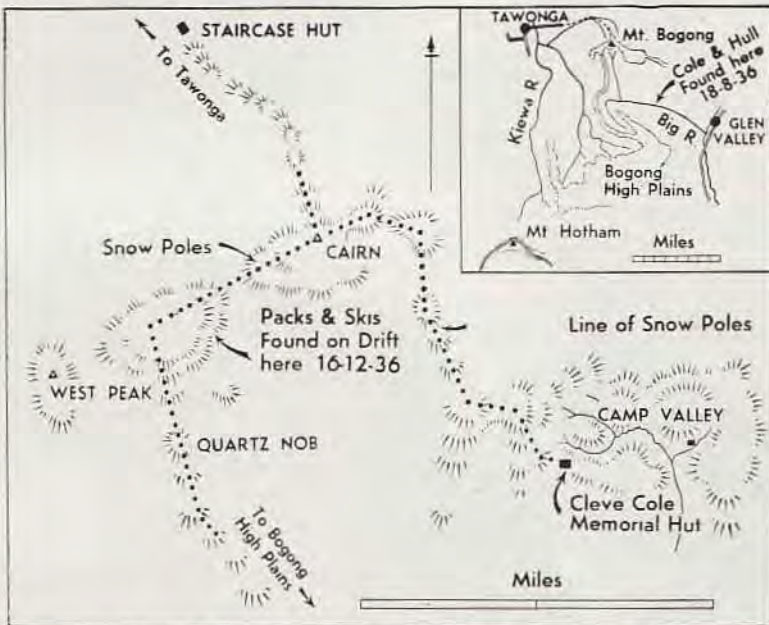 STAIRCASE HUT
To Tawonga
Snow Poles
CAIRN
Packs & Skis
Found on Drift
here 16-12-36
WEST PEAK
QUARTZ NOB
To Bogong
High Plains
Line of Snow Poles
CAMP VALLEY
Cleve Cole
Memorial Hut
Miles
TAWONGA
Mt. Bogong
Cole & Hull
Found here
18-8-36
Kiewa R
Big R
GLEN
VALLEY
Bogong
High Plains
Mt Hotham
Miles